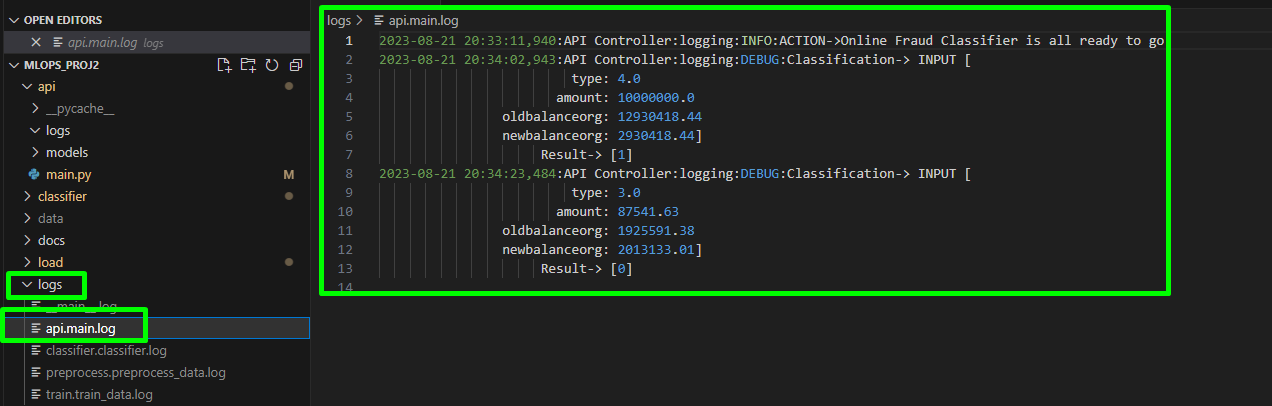 OPEN EDITORS
api.main.log logs
MLOPS_PROJ2
api
__pycache__
logs
models
main.py M
classifier
data
docs
load
logs
__main__.log
api.main.log
classifier.classifier.log
preprocess.preprocess_data.log
train.train_data.log
logs > api.main.log
1 2023-08-21 20:33:11,940:API Controller:logging:INFO:ACTION->Online Fraud Classifier is all ready to go
2 2023-08-21 20:34:02,943:API Controller:logging:DEBUG:Classification-> INPUT [
3 type: 4.0
4 amount: 10000000.0
5 oldbalanceorg: 12930418.44
6 newbalanceorg: 2930418.44]
7 Result-> [1]
8 2023-08-21 20:34:23,484:API Controller:logging:DEBUG:Classification-> INPUT [
9 type: 3.0
10 amount: 87541.63
11 oldbalanceorg: 1925591.38
12 newbalanceorg: 2013133.01]
13 Result-> [0]
14